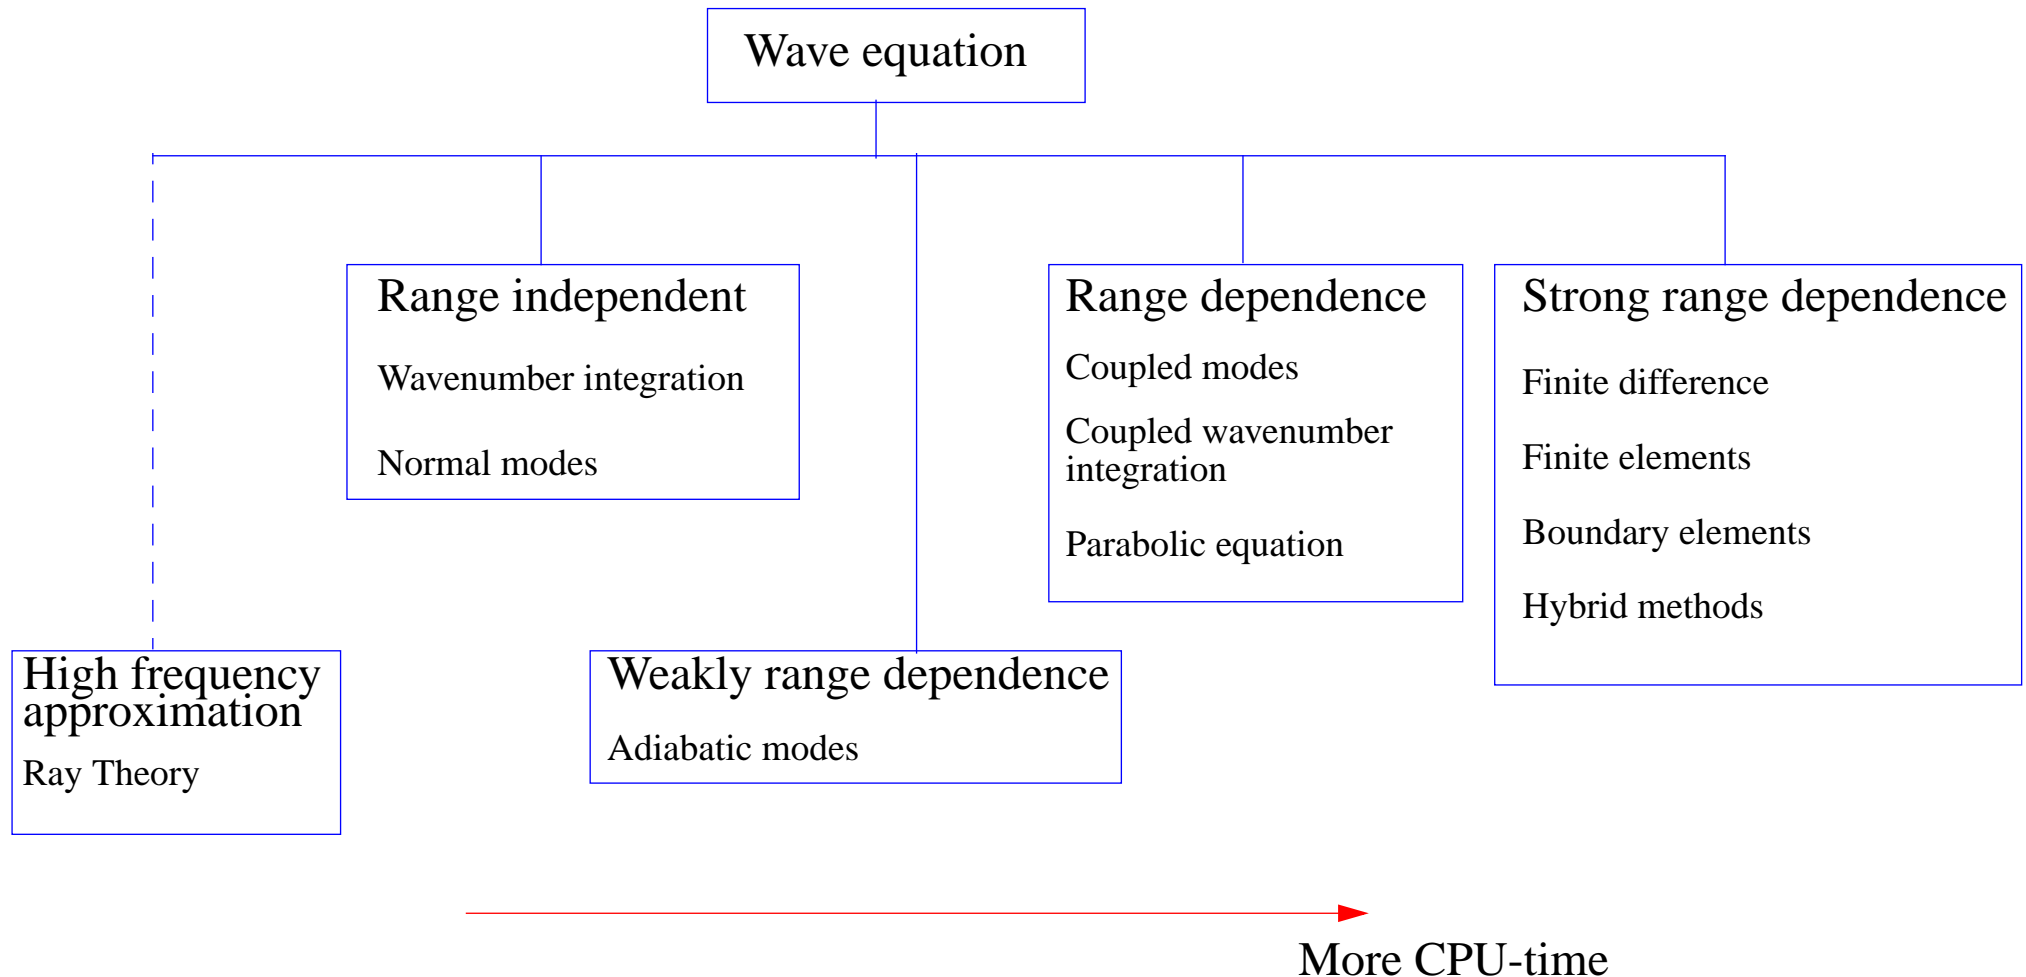 Wave equation
Range independent
Wavenumber integration
Normal modes
Range dependence
Coupled modes
Coupled wavenumber
integration
Parabolic equation
Strong range dependence
Finite difference
Finite elements
Boundary elements
Hybrid methods
High frequency
approximation
Ray Theory
Weakly range dependence
Adiabatic modes
More CPU-time